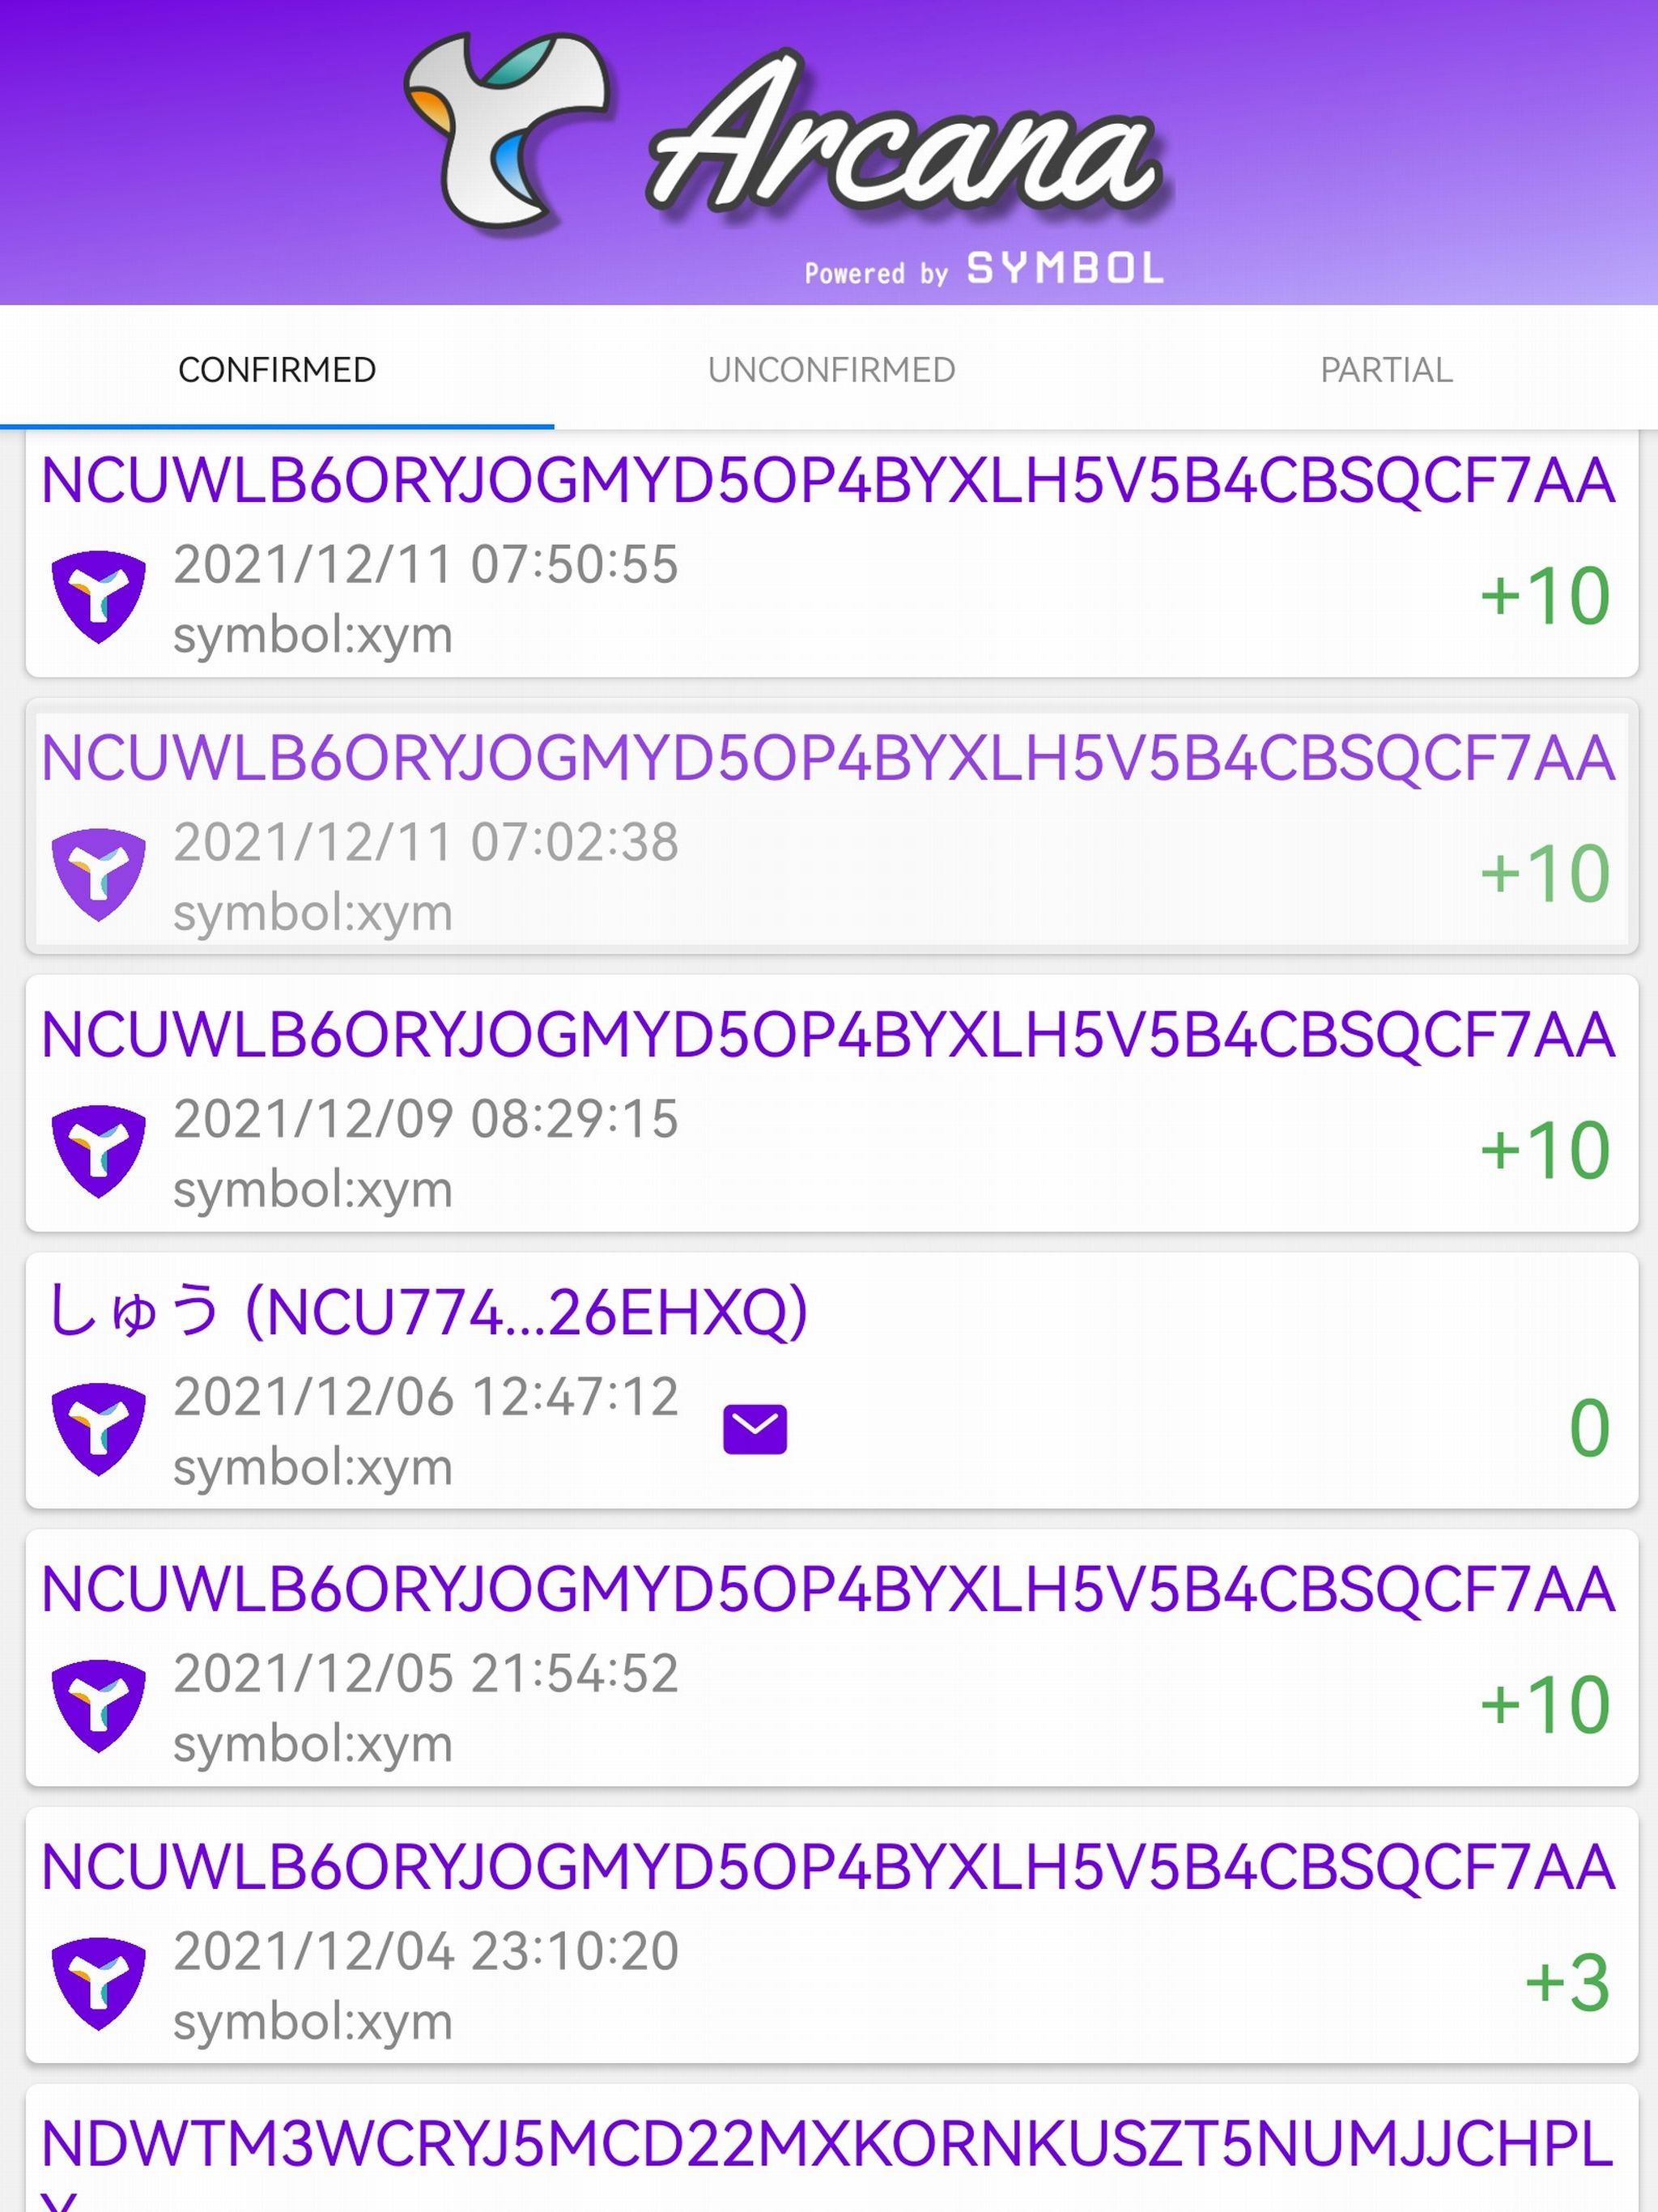 Arcana
Powered by SYMBOL
CONFIRMED
UNCONFIRMED
PARTIAL
NCUWLB6ORYJOGMYD5OP4BYXLH5V5B4CBSQCF7AA
2021/12/11 07:50:55
symbol:xym
+10
NCUWLB6ORYJOGMYD5OP4BYXLH5V5B4CBSQCF7AA
2021/12/11 07:02:38
symbol:xym
+10
NCUWLB6ORYJOGMYD5OP4BYXLH5V5B4CBSQCF7AA
2021/12/09 08:29:15
symbol:xym
+10
しゅう (NCU774...26EHXQ)
2021/12/06 12:47:12
symbol:xym
0
NCUWLB6ORYJOGMYD5OP4BYXLH5V5B4CBSQCF7AA
2021/12/05 21:54:52
symbol:xym
+10
NCUWLB6ORYJOGMYD5OP4BYXLH5V5B4CBSQCF7AA
2021/12/04 23:10:20
symbol:xym
+3
NDWTM3WCRYJ5MCD22MXKORNKUSZT5NUMJJCHPL